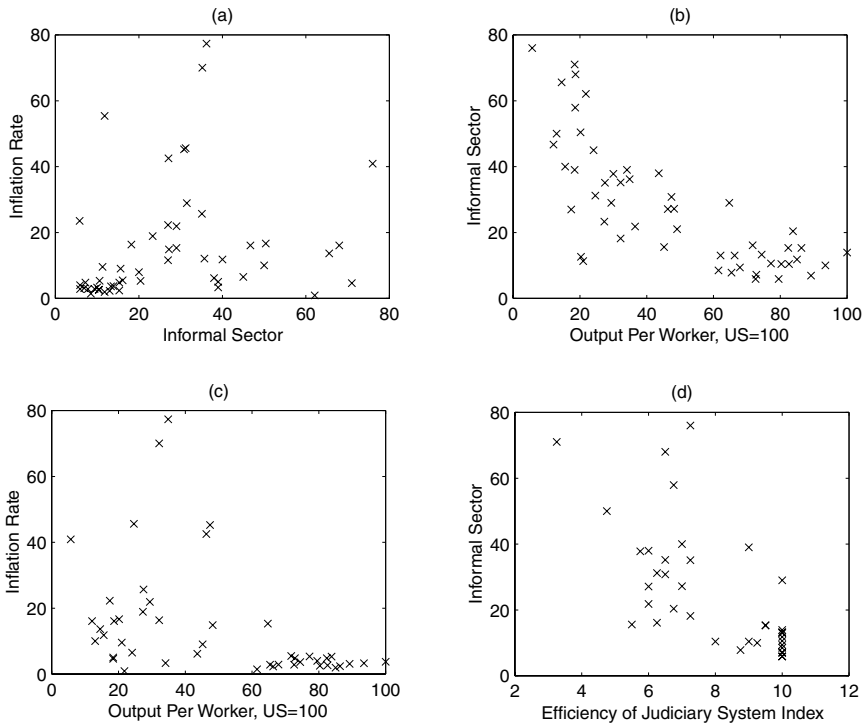 (a)
80
60
40
20
0
Inflation Rate
0 20 40 60 80
Informal Sector
(b)
80
60
40
20
0
Informal Sector
0 20 40 60 80 100
Output Per Worker, US=100
(c)
80
60
40
20
0
Inflation Rate
0 20 40 60 80 100
Output Per Worker, US=100
(d)
80
60
40
20
0
Informal Sector
2 4 6 8 10 12
Efficiency of Judiciary System Index